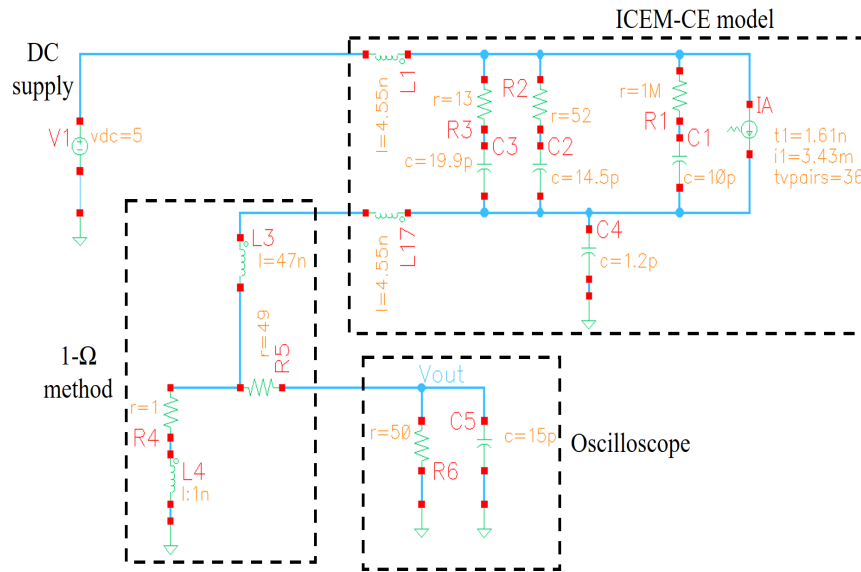 ICEM-CE model
DC
supply
V1
vdc=5
l=4.55n
L1
r=13
R3
C3
c=19.9p
R2
r=52
C2
c=14.5p
r=1M
R1
C1
c=10p
IA
t1=1.61n
i1=3.43m
tvpairs=36
L3
l=47n
l=4.55n
L17
C4
c=1.2p
1-Ω
method
r=49
R5
r=1
R4
L4
l:1n
Vout
r=50
R6
C5
c=15p
Oscilloscope